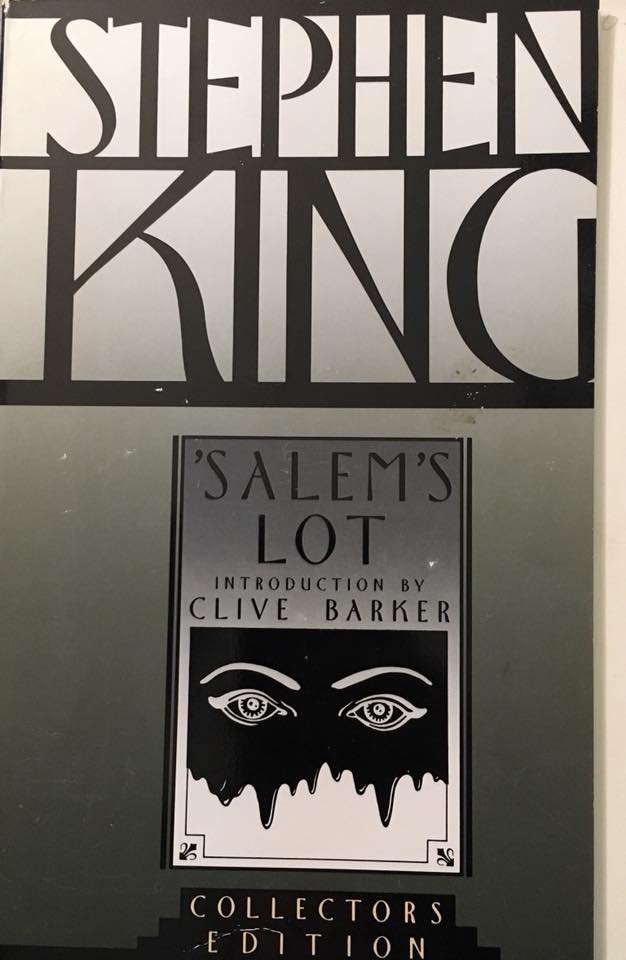 STEPHEN
KING
'SALEM'S
LOT
INTRODUCTION BY
CLIVE BARKER
COLLECTORS
EDITION